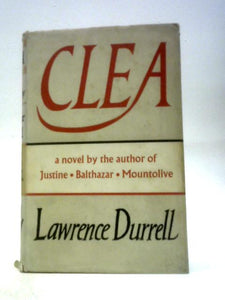 CLEA
a novel by the author of
Justine • Balthazar • Mountolive
Lawrence Durrell